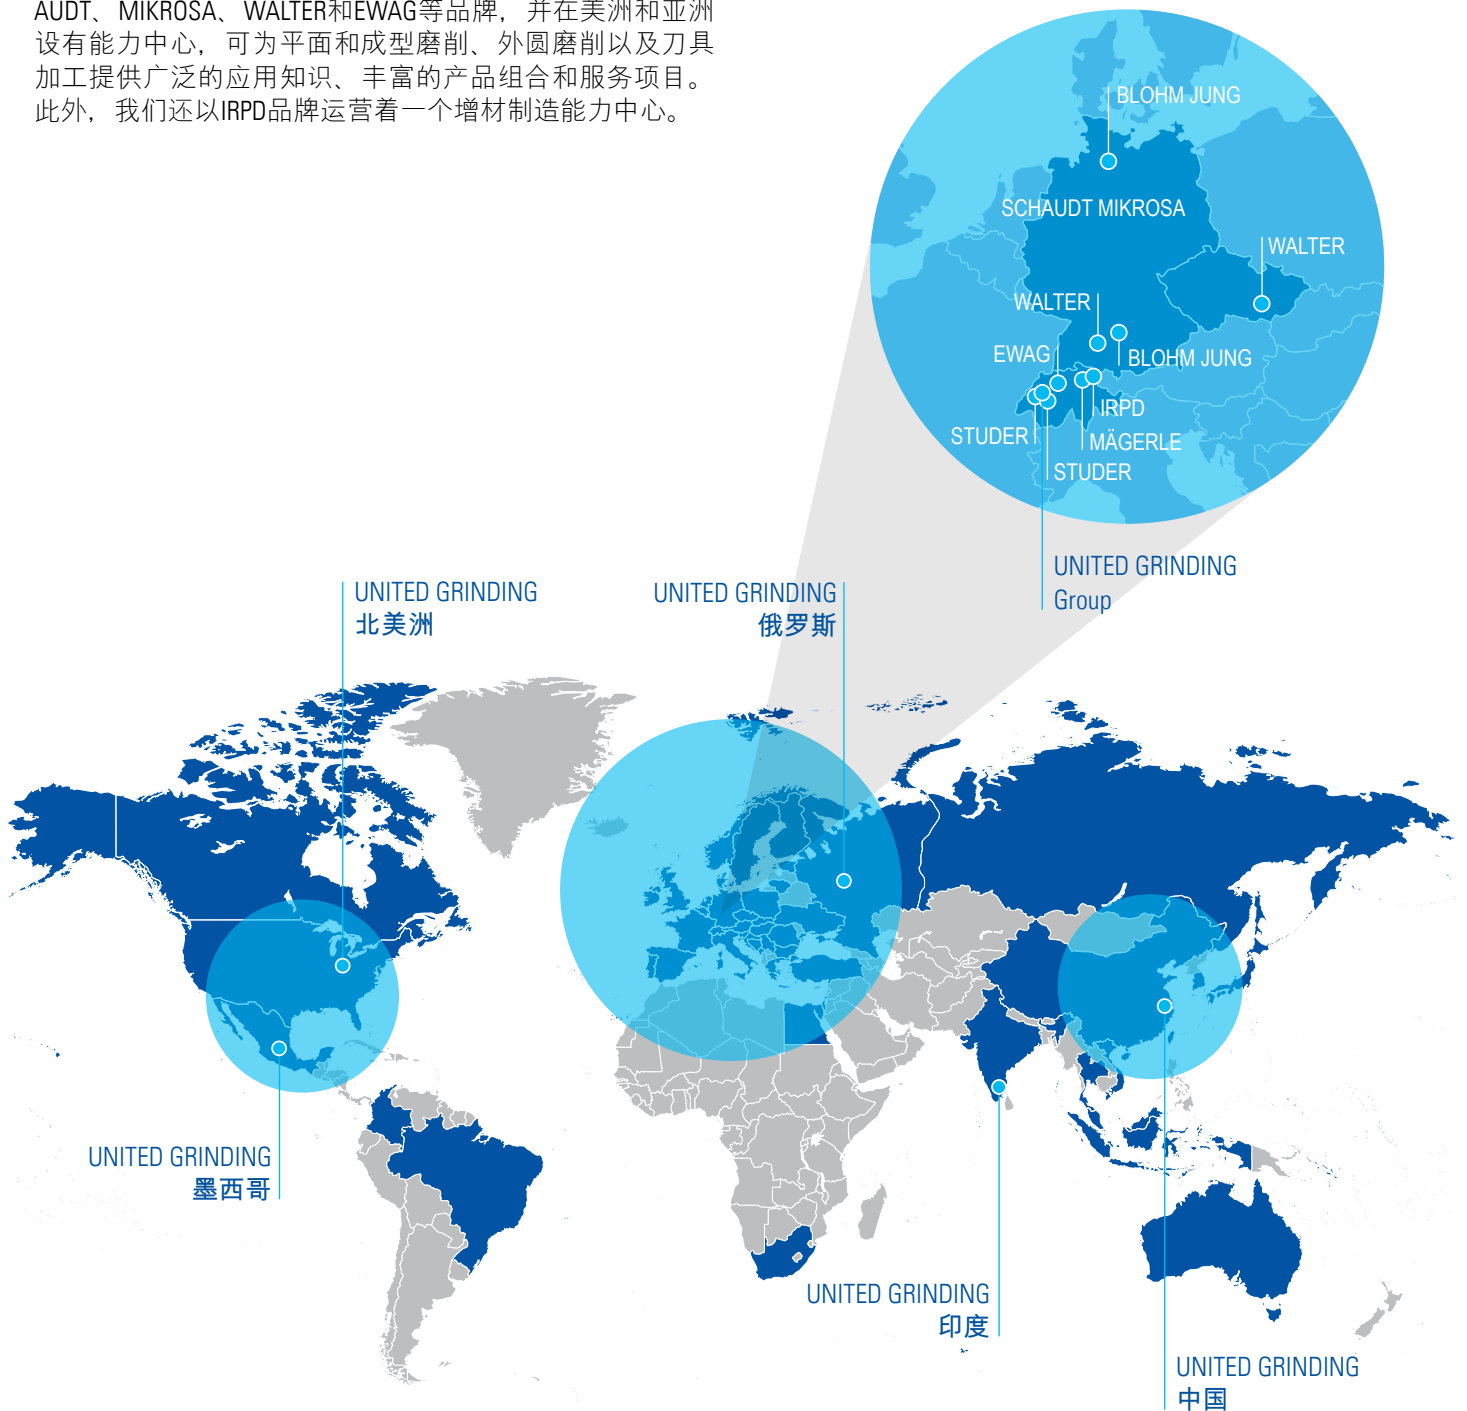 AUDT、MIKROSA、WALTER和EWAG等品牌，并在美洲和亚洲
设有能力中心，可为平面和成型磨削、外圆磨削以及刀具
加工提供广泛的应用知识、丰富的产品组合和服务项目。
此外，我们还以IRPD品牌运营着一个增材制造能力中心。
BLOHM JUNG
SCHAUDT MIKROSA
WALTER
WALTER
EWAG
BLOHM JUNG
IRPD
STUDER
MÄGERLE
STUDER
UNITED GRINDING
Group
UNITED GRINDING
北美洲
UNITED GRINDING
俄罗斯
UNITED GRINDING
墨西哥
UNITED GRINDING
印度
UNITED GRINDING
中国